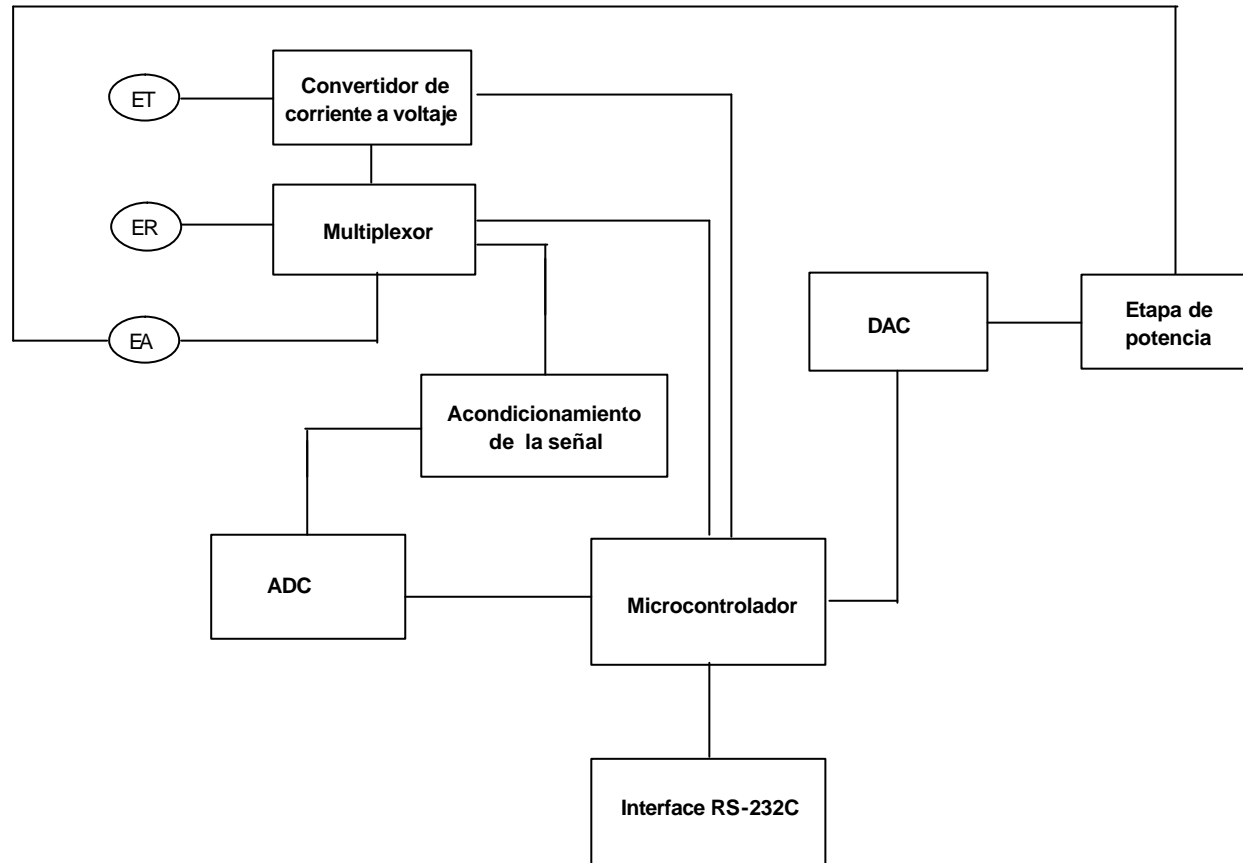 ET
Convertidor de
corriente a voltaje
ER
Multiplexor
EA
DAC
Etapa de
potencia
Acondicionamiento
de la señal
ADC
Microcontrolador
Interface RS-232C